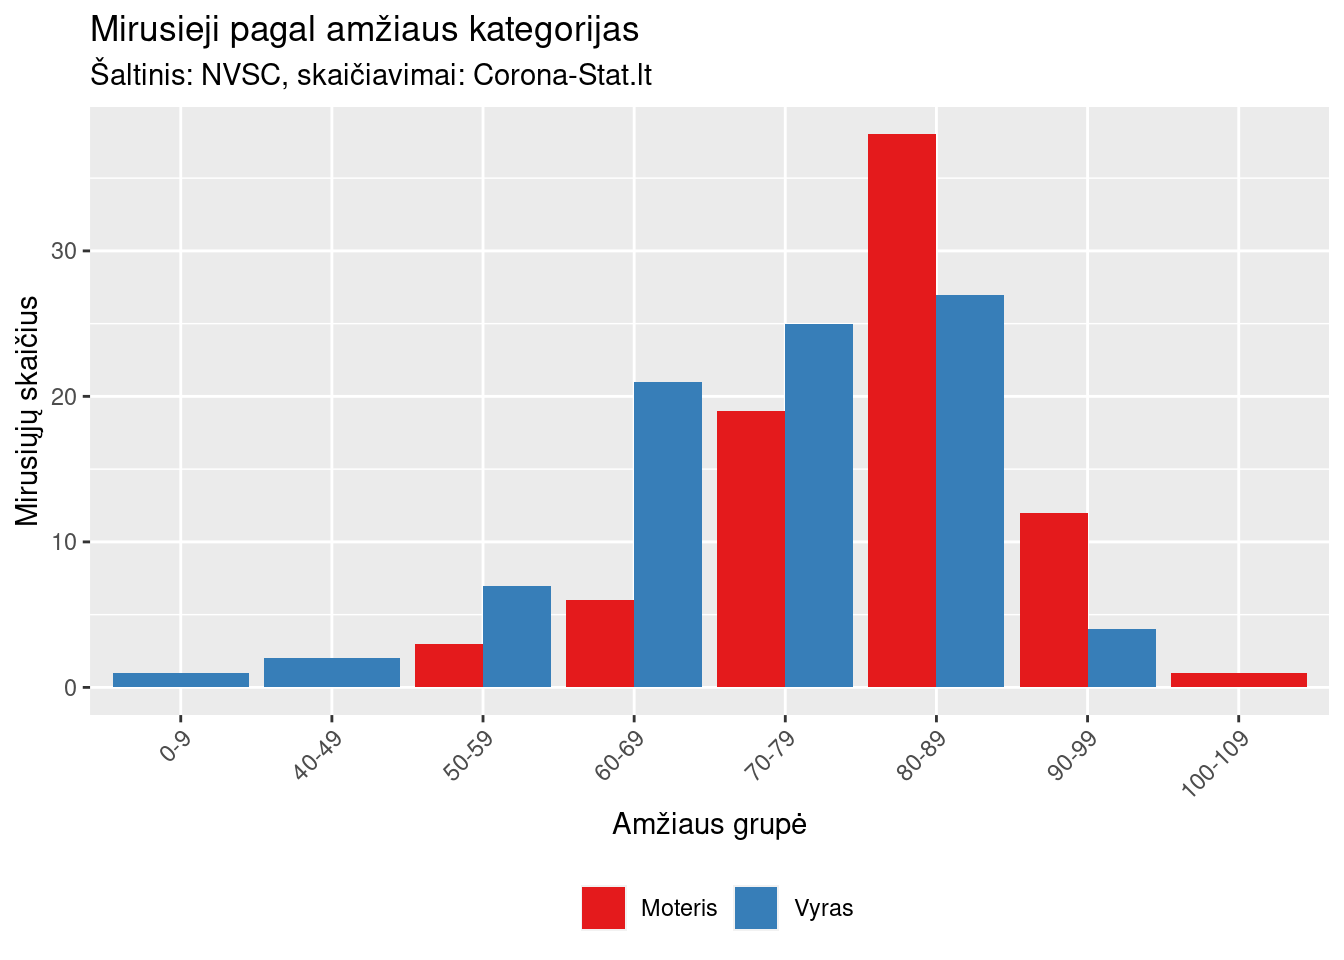 Mirusieji pagal amžiaus kategorijas
Šaltinis: NVSC, skaičiavimai: Corona-Stat.lt
Mirusiųjų skaičius
30
20
10
0
0-9
40-49
50-59
60-69
70-79
80-89
90-99
100-109
Amžiaus grupė
Moteris
Vyras